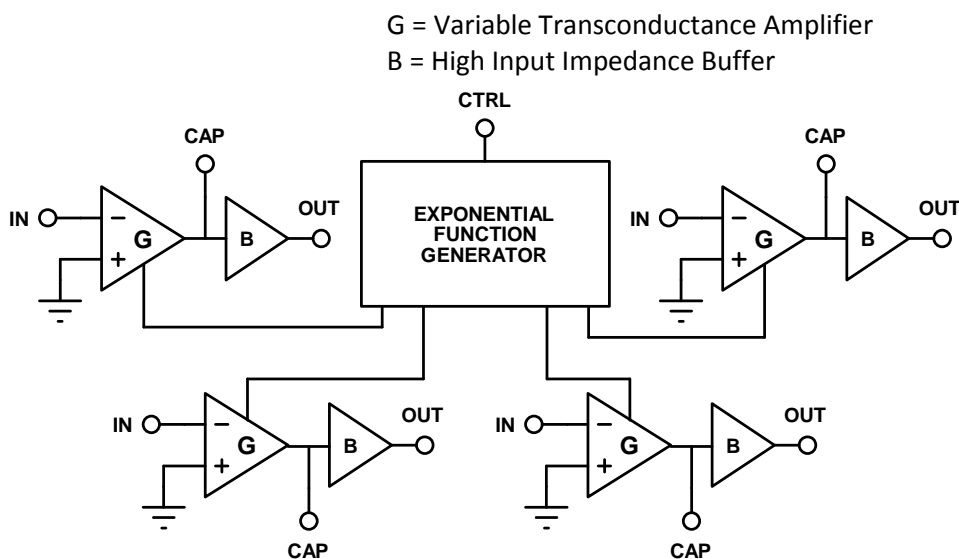 G = Variable Transconductance Amplifier
B = High Input Impedance Buffer
CTRL
CAP
CAP
IN
−
G
+
B
OUT
EXPONENTIAL
FUNCTION
GENERATOR
IN
−
G
+
B
OUT
IN
−
G
+
B
OUT
CAP
IN
−
G
+
B
OUT
CAP